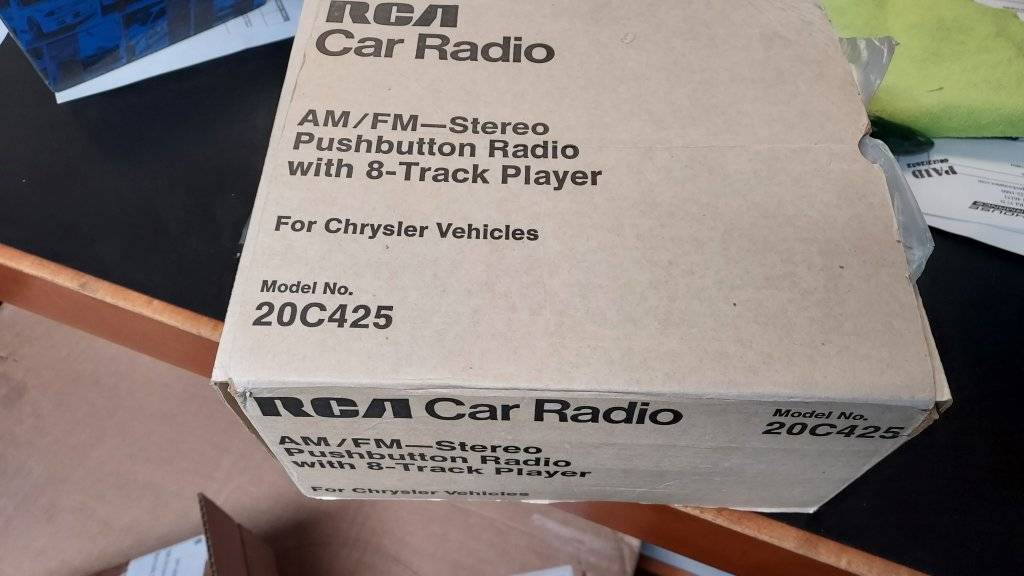 RCA
Car Radio
AM/FM—Stereo
Pushbutton Radio
with 8-Track Player
For Chrysler Vehicles
Model No.
20C425
RCA Car Radio
Model No.
20C425
AM/FM—Stereo
Pushbutton Radio
with 8-Track Player
For Chrysler Vehicles
PAID